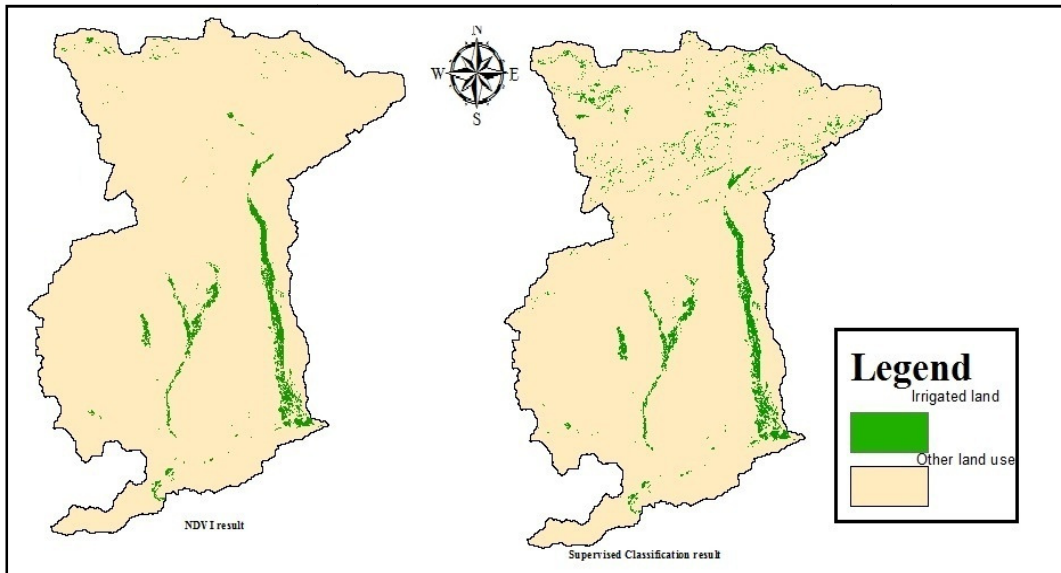 N
W E
S
Legend
Irrigated land
Other land use
NDVI result
Supervised Classification result